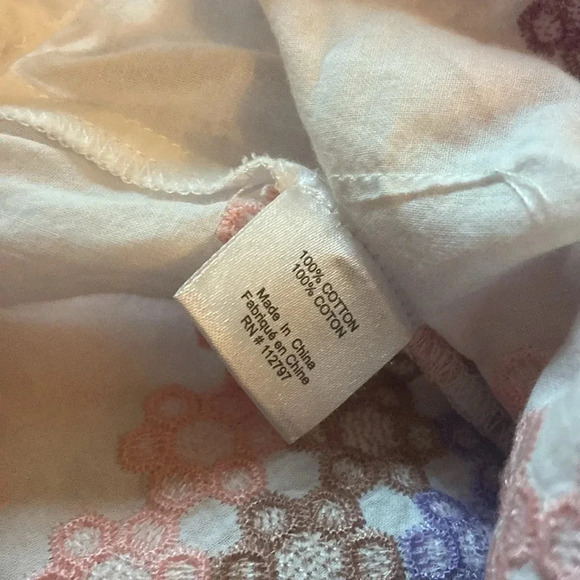 100% COTTON
100% COTON
Made In China
Fabriqué en Chine
RN # 112797